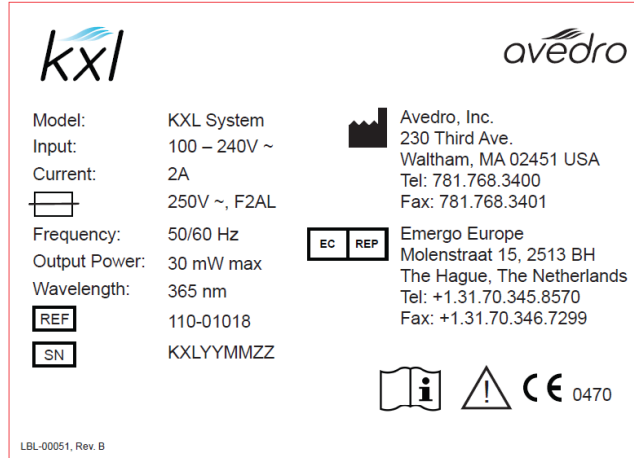 kxl
avedro
Model: KXL System
Input: 100 – 240V ~
Current: 2A
250V ~, F2AL
Frequency: 50/60 Hz
Output Power: 30 mW max
Wavelength: 365 nm
REF 110-01018
SN KXLYYMMZZ
Avedro, Inc.
230 Third Ave.
Waltham, MA 02451 USA
Tel: 781.768.3400
Fax: 781.768.3401
EC REP
Emergo Europe
Molenstraat 15, 2513 BH
The Hague, The Netherlands
Tel: +1.31.70.345.8570
Fax: +1.31.70.346.7299
i ! CE 0470
LBL-00051, Rev. B